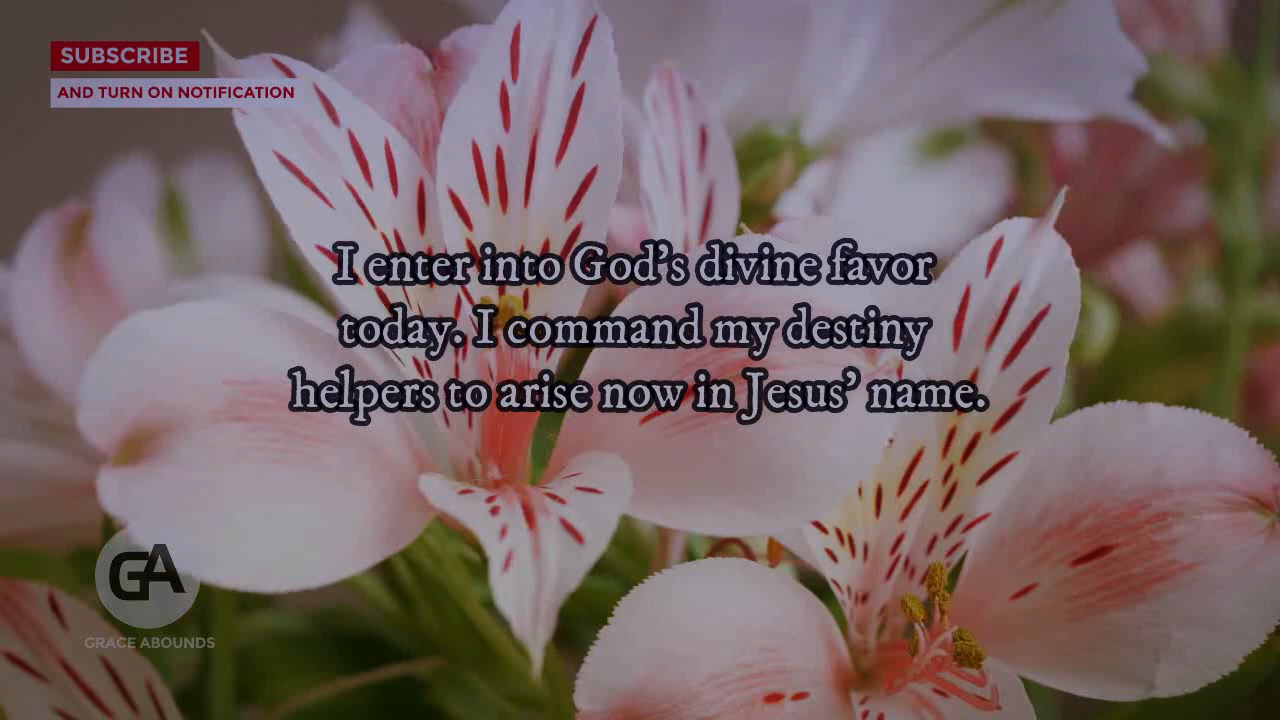 SUBSCRIBE
AND TURN ON NOTIFICATION
I enter into God’s divine favor
today. I command my destiny
helpers to arise now in Jesus’ name.
GA
GRACE ABOUNDS